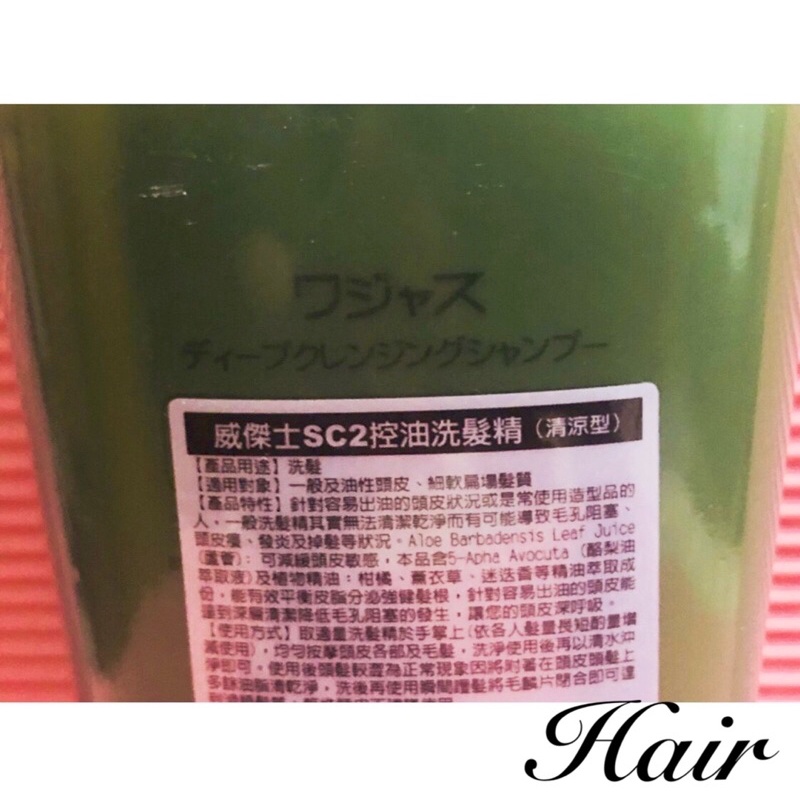 ワジャス
ディープクレンジングシャンプー
威傑士SC2控油洗髮精（清涼型）
【產品用途】洗髮
【適用對象】一般及油性頭皮、細軟扁塌髮質
【產品特性】針對容易出油的頭皮狀況或是常使用造型品的
人，一般洗髮精其實無法清潔乾淨而有可能導致毛孔阻塞、
頭皮癢、發炎及掉髮等狀況。Aloe Barbadensis Leaf Juice
(蘆薈)：可減緩頭皮敏感，本品含5-Apha Avocuta (酪梨油
萃取液)及植物精油：柑橘、薰衣草、迷迭香等精油萃取成
份，能有效平衡皮脂分泌強健髮根，針對容易出油的頭皮能
達到深層清潔降低毛孔阻塞的發生，讓您的頭皮深呼吸。
【使用方式】取適量洗髮精於手掌上(依各人髮量長短酌量增
減使用)，均勻按摩頭皮各部及毛髮，洗淨使用後再以清水沖
淨即可。使用後頭髮較澀為正常現象因將附著在頭皮頭髮上
多餘油脂清乾淨，洗後再使用瞬間護髮將毛鱗片閉合即可達
Hair